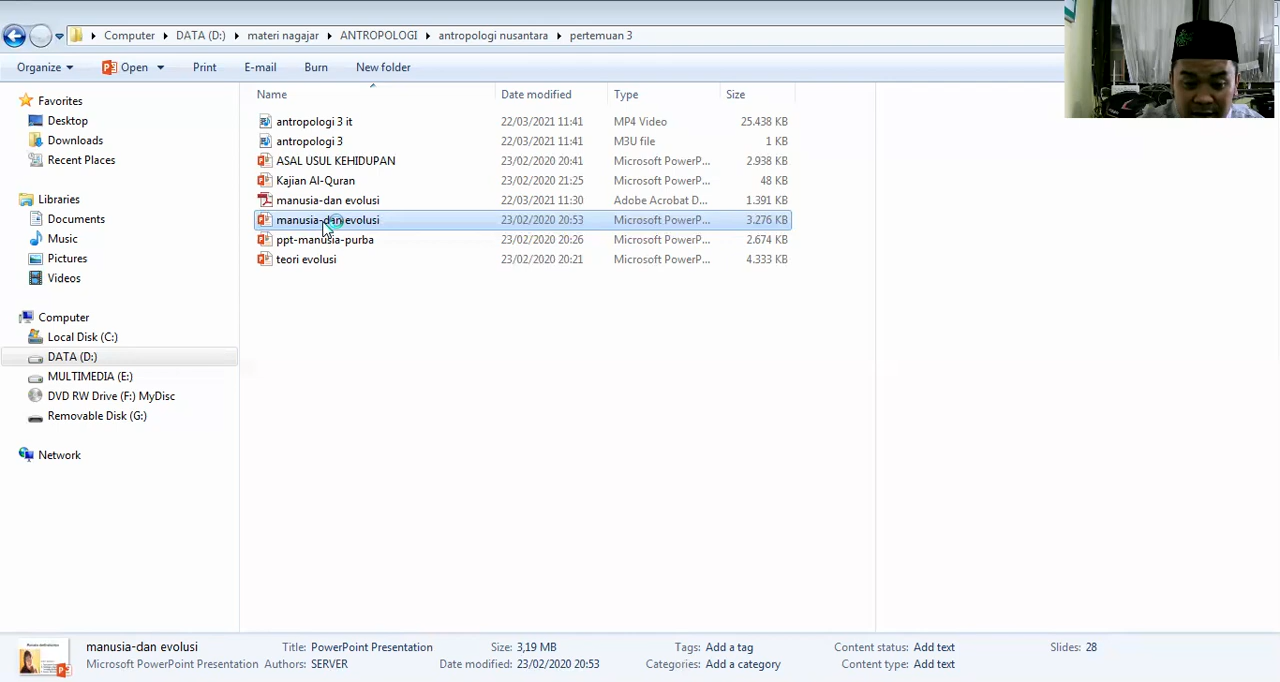 Computer DATA (D:) materi nagajar ANTROPOLOGI antropologi nusantara pertemuan 3
Organize Open Print E-mail Burn New folder
Favorites
Desktop
Downloads
Recent Places
Libraries
Documents
Music
Pictures
Videos
Computer
Local Disk (C:)
DATA (D:)
MULTIMEDIA (E:)
DVD RW Drive (F:) MyDisc
Removable Disk (G:)
Network
Name Date modified Type Size
antropologi 3 it 22/03/2021 11:41 MP4 Video 25.438 KB
antropologi 3 22/03/2021 11:41 M3U file 1 KB
ASAL USUL KEHIDUPAN 23/02/2020 20:41 Microsoft PowerP... 2.938 KB
Kajian Al-Quran 23/02/2020 21:25 Microsoft PowerP... 48 KB
manusia-dan evolusi 22/03/2021 11:30 Adobe Acrobat D... 1.391 KB
manusia-dan evolusi 23/02/2020 20:53 Microsoft PowerP... 3.276 KB
ppt-manusia-purba 23/02/2020 20:26 Microsoft PowerP... 2.674 KB
teori evolusi 23/02/2020 20:21 Microsoft PowerP... 4.333 KB
manusia-dan evolusi Title: PowerPoint Presentation Size: 3,19 MB Tags: Add a tag Content status: Add text Slides: 28
Microsoft PowerPoint Presentation Authors: SERVER Date modified: 23/02/2020 20:53 Categories: Add a category Content type: Add text